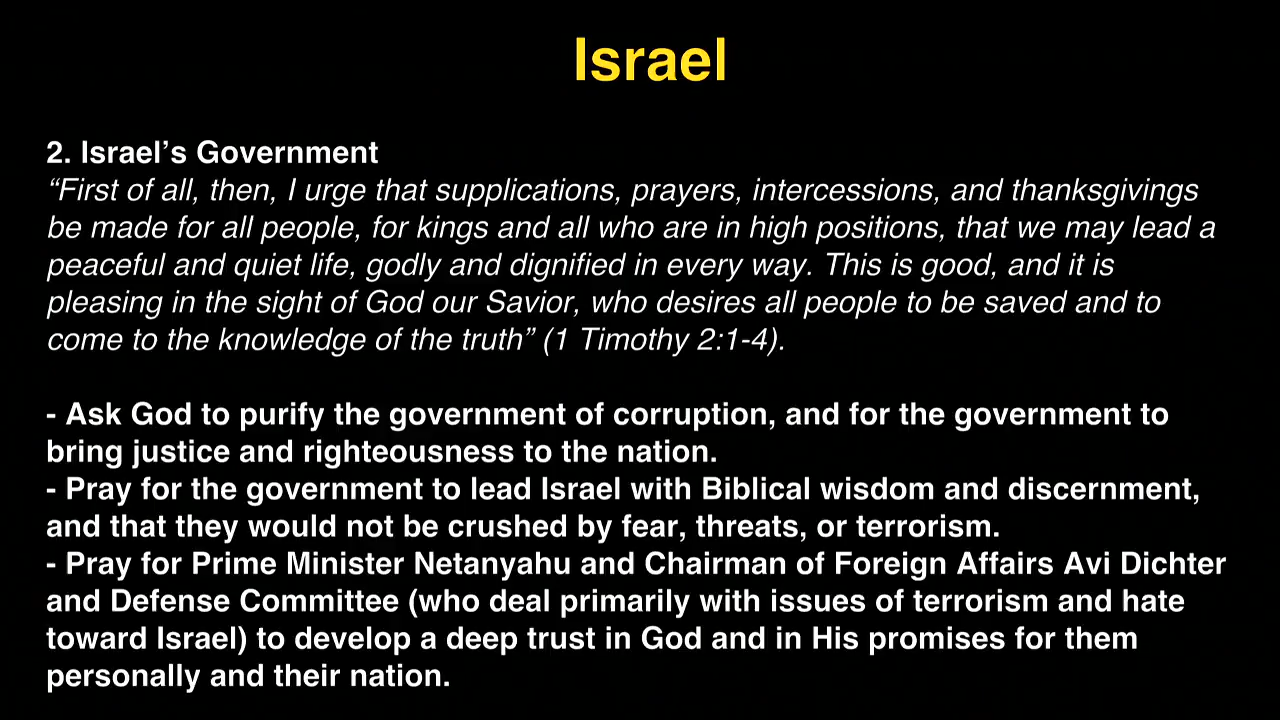 Israel
2. Israel’s Government
“First of all, then, I urge that supplications, prayers, intercessions, and thanksgivings
be made for all people, for kings and all who are in high positions, that we may lead a
peaceful and quiet life, godly and dignified in every way. This is good, and it is
pleasing in the sight of God our Savior, who desires all people to be saved and to
come to the knowledge of the truth” (1 Timothy 2:1-4).
- Ask God to purify the government of corruption, and for the government to
bring justice and righteousness to the nation.
- Pray for the government to lead Israel with Biblical wisdom and discernment,
and that they would not be crushed by fear, threats, or terrorism.
- Pray for Prime Minister Netanyahu and Chairman of Foreign Affairs Avi Dichter
and Defense Committee (who deal primarily with issues of terrorism and hate
toward Israel) to develop a deep trust in God and in His promises for them
personally and their nation.